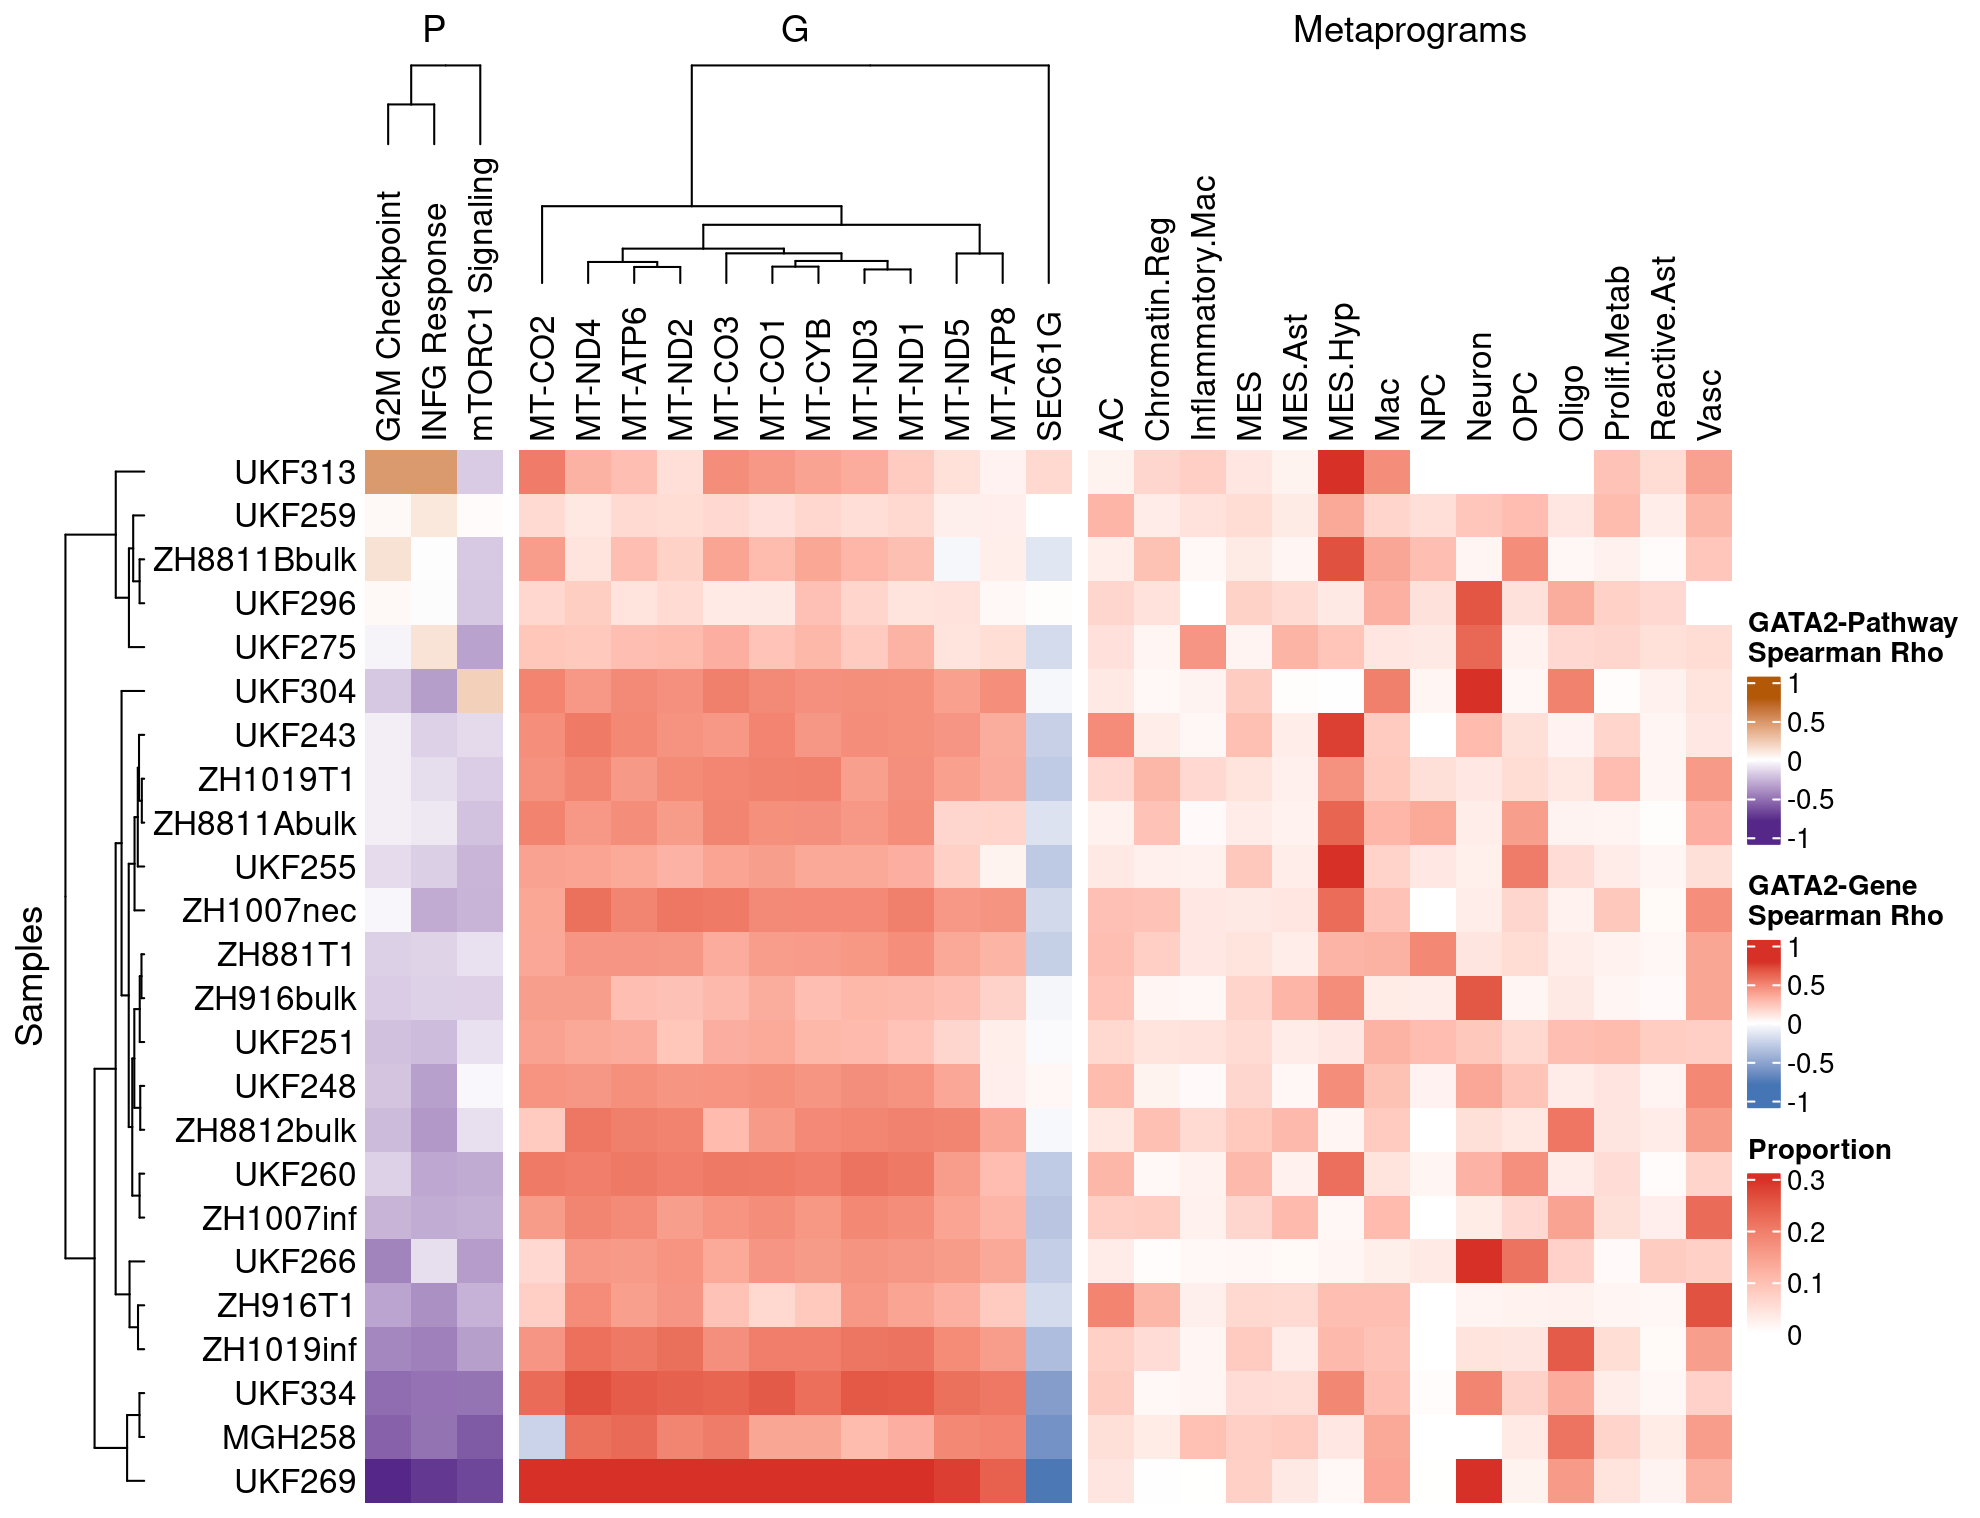 P
G
Metaprograms
G2M Checkpoint
INFG Response
mTORC1 Signaling
MT-CO2
MT-ND4
MT-ATP6
MT-ND2
MT-CO3
MT-CO1
MT-CYB
MT-ND3
MT-ND1
MT-ND5
MT-ATP8
SEC61G
AC
Chromatin.Reg
Inflammatory.Mac
MES
MES.Ast
MES.Hyp
Mac
NPC
Neuron
OPC
Oligo
Prolif.Metab
Reactive.Ast
Vasc
Samples
UKF313
UKF259
ZH8811Bbulk
UKF296
UKF275
UKF304
UKF243
ZH1019T1
ZH8811Abulk
UKF255
ZH1007nec
ZH881T1
ZH916bulk
UKF251
UKF248
ZH8812bulk
UKF260
ZH1007inf
UKF266
ZH916T1
ZH1019inf
UKF334
MGH258
UKF269
GATA2-Pathway
Spearman Rho
1
0.5
0
-0.5
-1
GATA2-Gene
Spearman Rho
1
0.5
0
-0.5
-1
Proportion
0.3
0.2
0.1
0